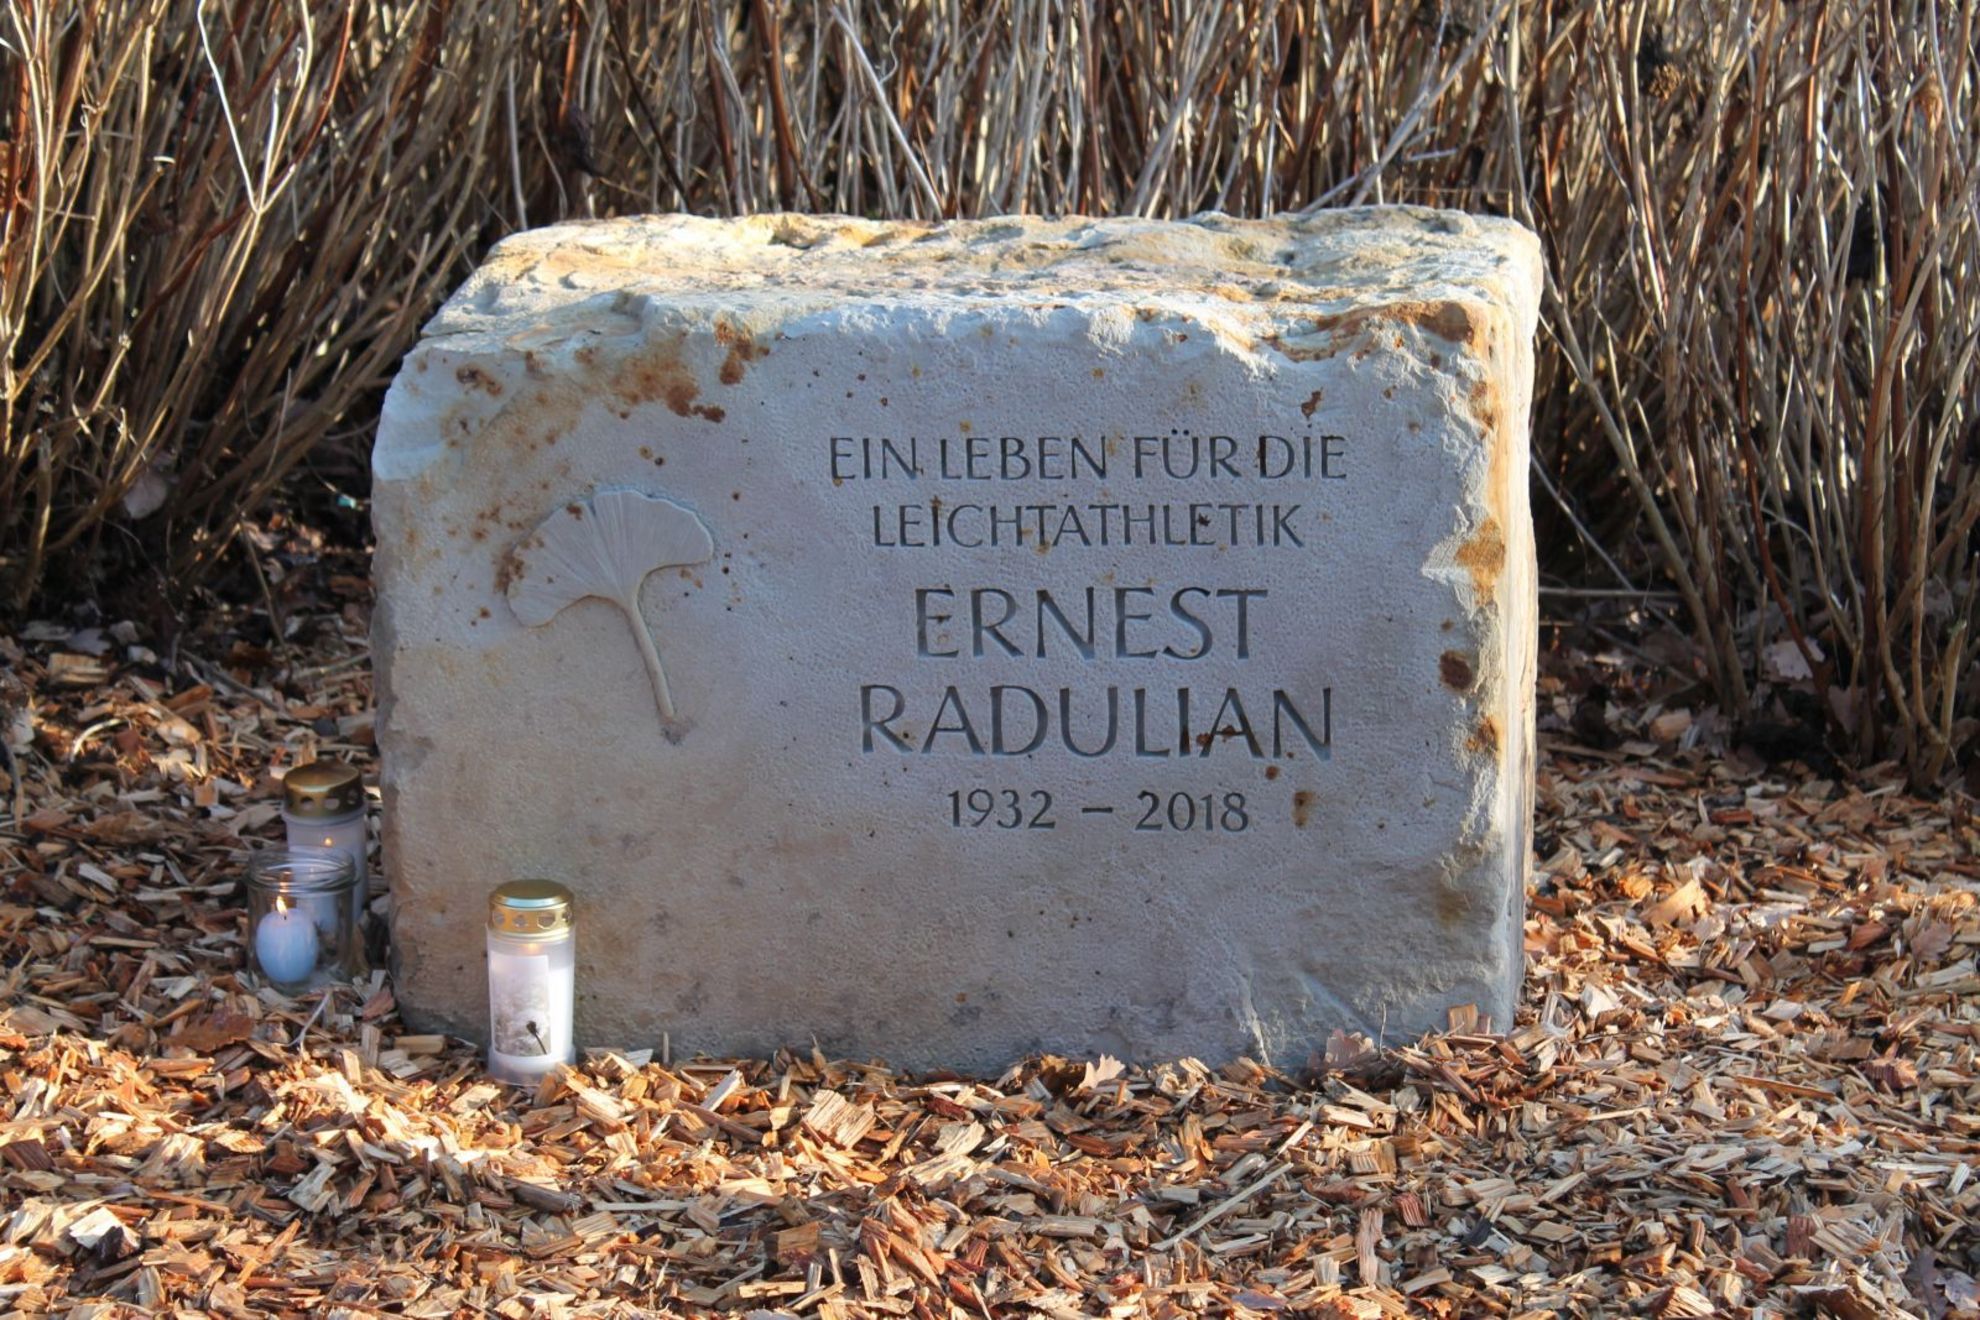 EIN LEBEN FÜR DIE
LEICHTATHLETIK
ERNEST
RADULIAN
1932 – 2018